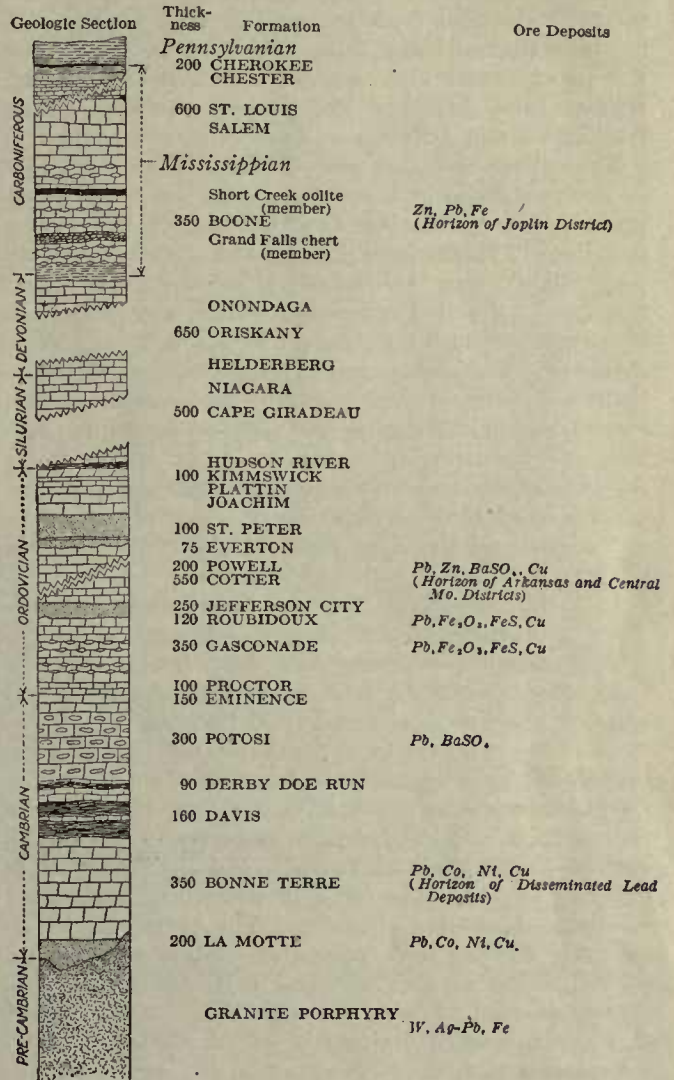 Geologic Section
Thick-
ness
Formation
Ore Deposits
Pennsylvanian
200 CHEROKEE
CHESTER
600 ST. LOUIS
SALEM
Mississippian
Short Creek oolite
(member)
350 BOONE
Grand Falls chert
(member)
Zn, Pb, Fe
(Horizon of Joplin District)
ONONDAGA
650 ORISKANY
HELDERBERG
NIAGARA
500 CAPE GIRADEAU
HUDSON RIVER
100 KIMMSWICK
PLATTIN
JOACHIM
100 ST. PETER
75 EVERTON
200 POWELL
550 COTTER
Pb, Zn, BaSO₄, Cu
(Horizon of Arkansas and Central
Mo. Districts)
250 JEFFERSON CITY
120 ROUBIDOUX Pb, Fe₂O₃, FeS, Cu
350 GASCONADE Pb, Fe₂O₃, FeS, Cu
100 PROCTOR
150 EMINENCE
300 POTOSI Pb, BaSO₄
90 DERBY DOE RUN
160 DAVIS
350 BONNE TERRE
Pb, Co, Ni, Cu
(Horizon of Disseminated Lead
Deposits)
200 LA MOTTE Pb, Co, Ni, Cu.
GRANITE PORPHYRY W, Ag-Pb, Fe
CARBONIFEROUS
DEVONIAN
SILURIAN
ORDOVICIAN
CAMBRIAN
PRE-CAMBRIAN